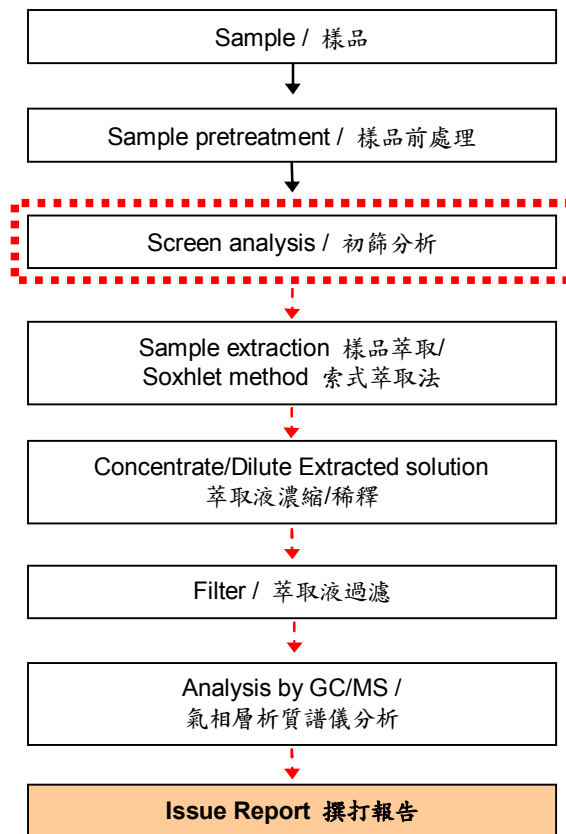 Sample / 樣品
Sample pretreatment / 樣品前處理
Screen analysis / 初篩分析
Sample extraction 樣品萃取/
Soxhlet method 索式萃取法
Concentrate/Dilute Extracted solution
萃取液濃縮/稀釋
Filter / 萃取液過濾
Analysis by GC/MS /
氣相層析質譜儀分析
Issue Report 撰打報告